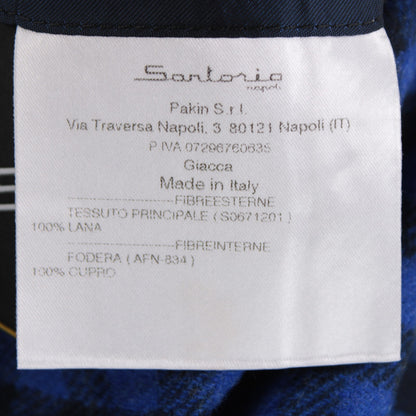 Sartorio
napoli
Pakin S.r.l.
Via Traversa Napoli, 3 80121 Napoli (IT)
P.IVA 07296760635
Giacca
Made in Italy
----------------FIBREESTERNE
TESSUTO PRINCIPALE ( S0671201 )
100% LANA
----------------FIBREINTERNE
FODERA ( AFN-834 )
100% CUPRO